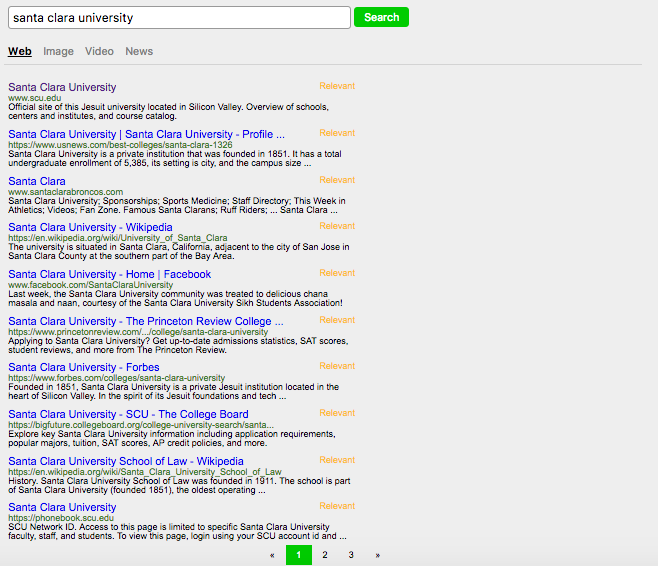 santa clara university Search
Web Image Video News
Santa Clara University Relevant
www.scu.edu
Official site of this Jesuit university located in Silicon Valley. Overview of schools,
centers and institutes, and course catalog.
Santa Clara University | Santa Clara University - Profile ... Relevant
https://www.usnews.com/best-colleges/santa-clara-1326
Santa Clara University is a private institution that was founded in 1851. It has a total
undergraduate enrollment of 5,385, its setting is city, and the campus size ...
Santa Clara Relevant
www.santaclarabroncos.com
Santa Clara University; Sponsorships; Sports Medicine; Staff Directory; This Week in
Athletics; Videos; Fan Zone. Famous Santa Clarans; Ruff Riders; ... Santa Clara ...
Santa Clara University - Wikipedia Relevant
https://en.wikipedia.org/wiki/University_of_Santa_Clara
The university is situated in Santa Clara, California, adjacent to the city of San Jose in
Santa Clara County at the southern part of the Bay Area.
Santa Clara University - Home | Facebook Relevant
www.facebook.com/SantaClaraUniversity
Last week, the Santa Clara University community was treated to delicious chana
masala and naan, courtesy of the Santa Clara University Sikh Students Association!
Santa Clara University - The Princeton Review College ... Relevant
https://www.princetonreview.com/.../college/santa-clara-university
Applying to Santa Clara University? Get up-to-date admissions statistics, SAT scores,
student reviews, and more from The Princeton Review.
Santa Clara University - Forbes Relevant
https://www.forbes.com/colleges/santa-clara-university
Founded in 1851, Santa Clara University is a private Jesuit institution located in the
heart of Silicon Valley. In the spirit of its Jesuit foundations and tech ...
Santa Clara University - SCU - The College Board Relevant
https://bigfuture.collegeboard.org/college-university-search/santa...
Explore key Santa Clara University information including application requirements,
popular majors, tuition, SAT scores, AP credit policies, and more.
Santa Clara University School of Law - Wikipedia Relevant
https://en.wikipedia.org/wiki/Santa_Clara_University_School_of_Law
History. Santa Clara University School of Law was founded in 1911. The school is part
of Santa Clara University (founded 1851), the oldest operating ...
Santa Clara University Relevant
https://phonebook.scu.edu
SCU Network ID. Access to this page is limited to specific Santa Clara University
faculty, staff, and students. To view this page, login using your SCU account id and ...
« 1 2 3 »